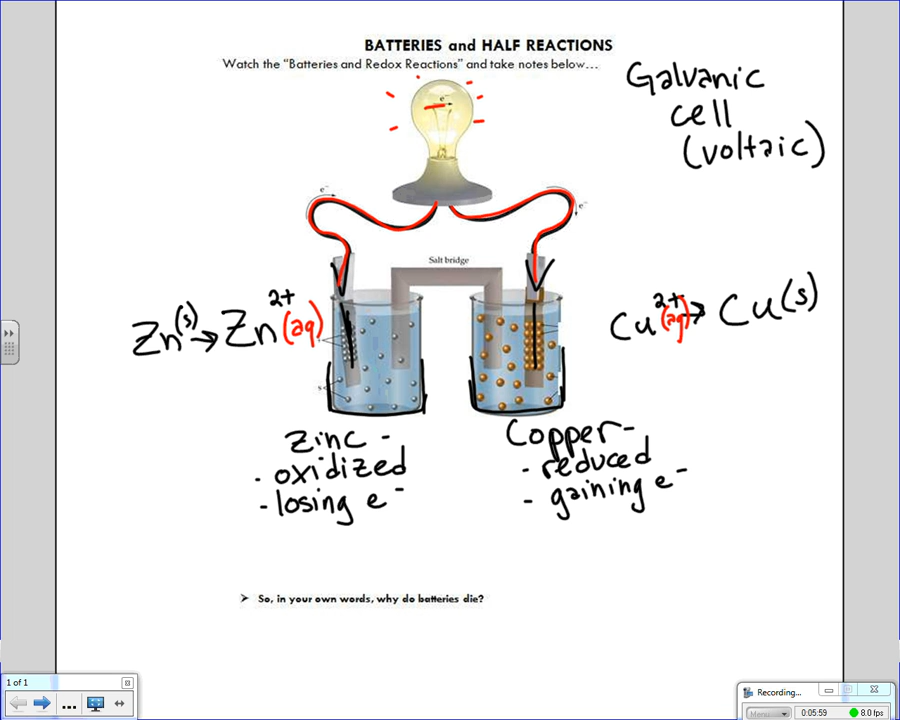 BATTERIES and HALF REACTIONS
Watch the "Batteries and Redox Reactions" and take notes below...
Galvanic
cell
(voltaic)
e⁻
e⁻
e⁻
Salt bridge
Zn(s) → Zn²⁺(aq)
Cu²⁺(aq) → Cu(s)
Zinc -
- oxidized
- losing e⁻
Copper -
- reduced
- gaining e⁻
➤ So, in your own words, why do batteries die?
1 of 1
...
Recording...
Menu
0:05:59
8.0 fps